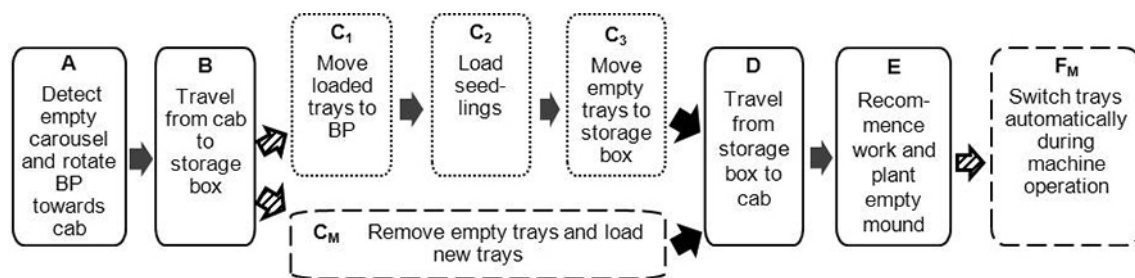 A
Detect
empty
carousel
and rotate
BP
towards
cab
B
Travel
from cab
to
storage
box
C1
Move
loaded
trays to
BP
C2
Load
seed-
lings
C3
Move
empty
trays to
storage
box
CM Remove empty trays and load
new trays
D
Travel
from
storage
box to
cab
E
Recom-
mence
work and
plant
empty
mound
FM
Switch trays
automatically
during
machine
operation